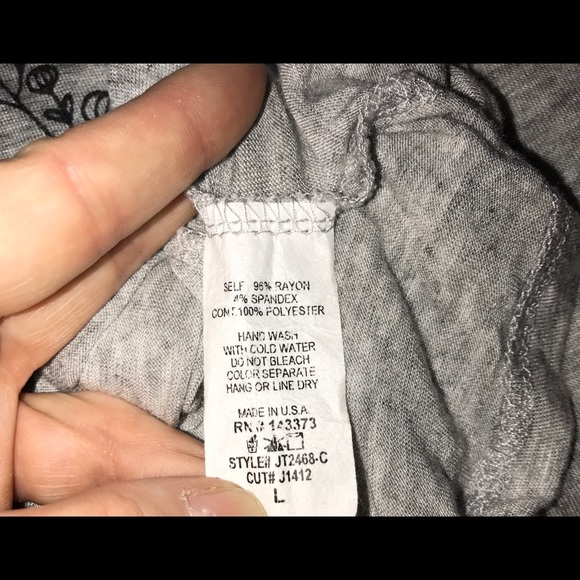 SELF 96% RAYON
4% SPANDEX
CONT.100% POLYESTER
HAND WASH
WITH COLD WATER
DO NOT BLEACH
COLOR SEPARATE
HANG OR LINE DRY
MADE IN U.S.A.
RN # 143373
STYLE# JT2468-C
CUT# J1412
L